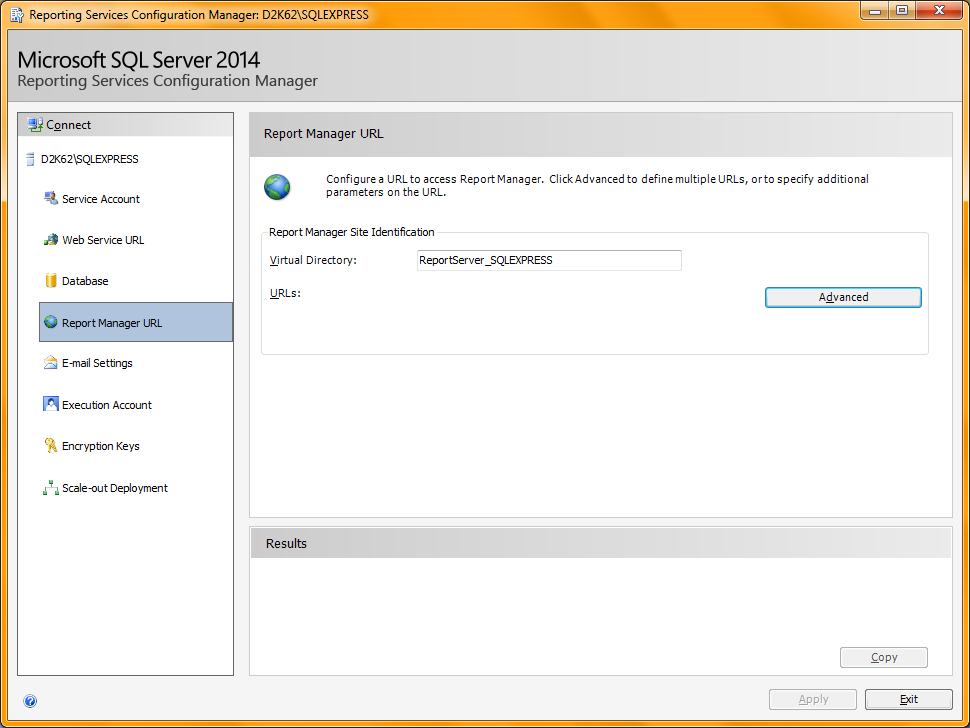 Reporting Services Configuration Manager: D2K62\SQLEXPRESS
Microsoft SQL Server 2014
Reporting Services Configuration Manager
Connect
D2K62\SQLEXPRESS
Service Account
Web Service URL
Database
Report Manager URL
E-mail Settings
Execution Account
Encryption Keys
Scale-out Deployment
Report Manager URL
Configure a URL to access Report Manager. Click Advanced to define multiple URLs, or to specify additional
parameters on the URL.
Report Manager Site Identification
Virtual Directory: ReportServer_SQLEXPRESS
URLs:
Advanced
Results
Copy
Apply
Exit